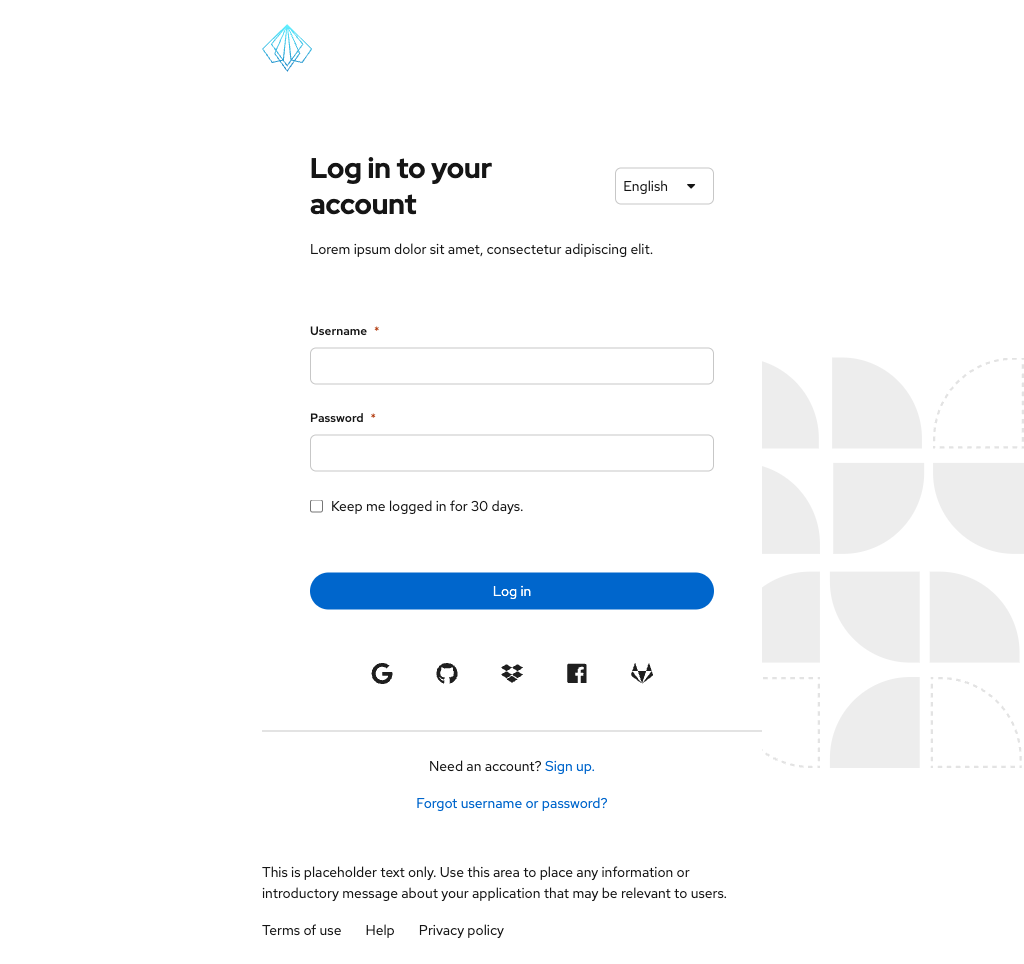 Log in to your
account
English
Lorem ipsum dolor sit amet, consectetur adipiscing elit.
Username *
Password *
Keep me logged in for 30 days.
Log in
Need an account? Sign up.
Forgot username or password?
This is placeholder text only. Use this area to place any information or
introductory message about your application that may be relevant to users.
Terms of use Help Privacy policy